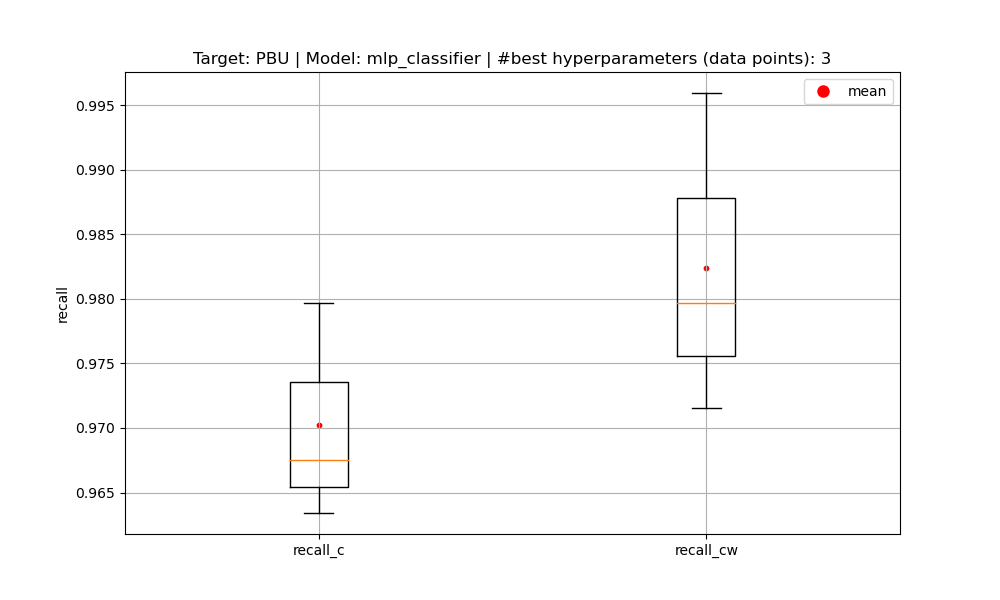 Target: PBU | Model: mlp_classifier | #best hyperparameters (data points): 3
mean
0.995
0.990
0.985
0.980
0.975
0.970
0.965
recall
recall_c
recall_cw